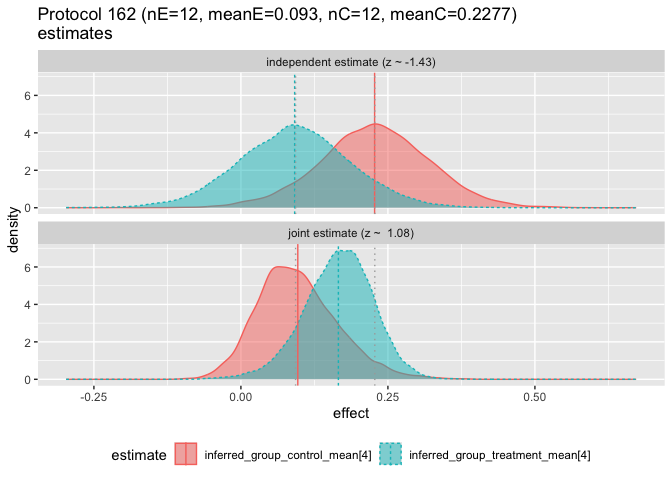 Protocol 162 (nE=12, meanE=0.093, nC=12, meanC=0.2277)
estimates
independent estimate (z ~ -1.43)
6
4
2
0
joint estimate (z ~  1.08)
6
4
2
0
density
-0.25
0.00
0.25
0.50
effect
estimate
inferred_group_control_mean[4]
inferred_group_treatment_mean[4]